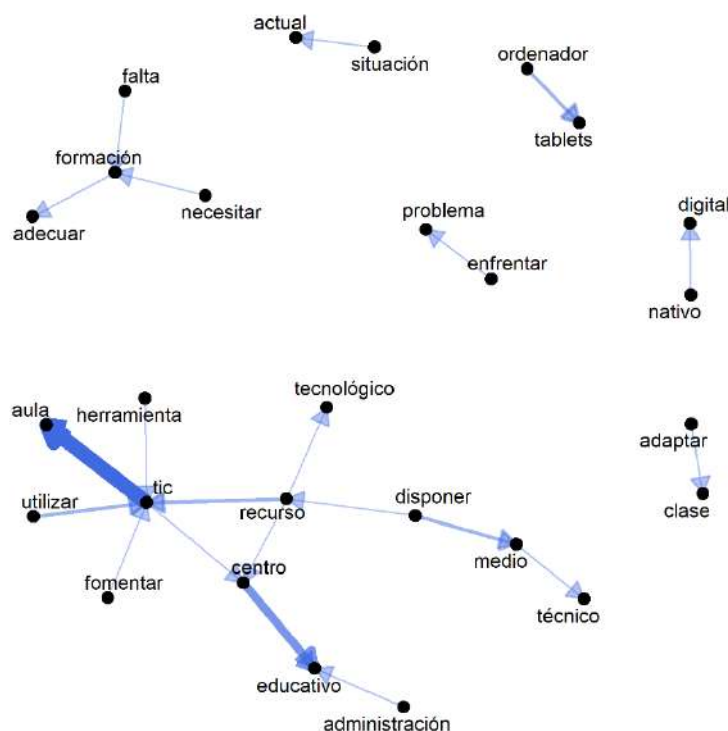 actual
situación
ordenador
falta
tablets
formación
necesitar
problema
digital
adecuar
enfrentar
nativo
tecnológico
aula
herramienta
adaptar
tic
disponer
utilizar
recurso
clase
centro
medio
fomentar
técnico
educativo
administración